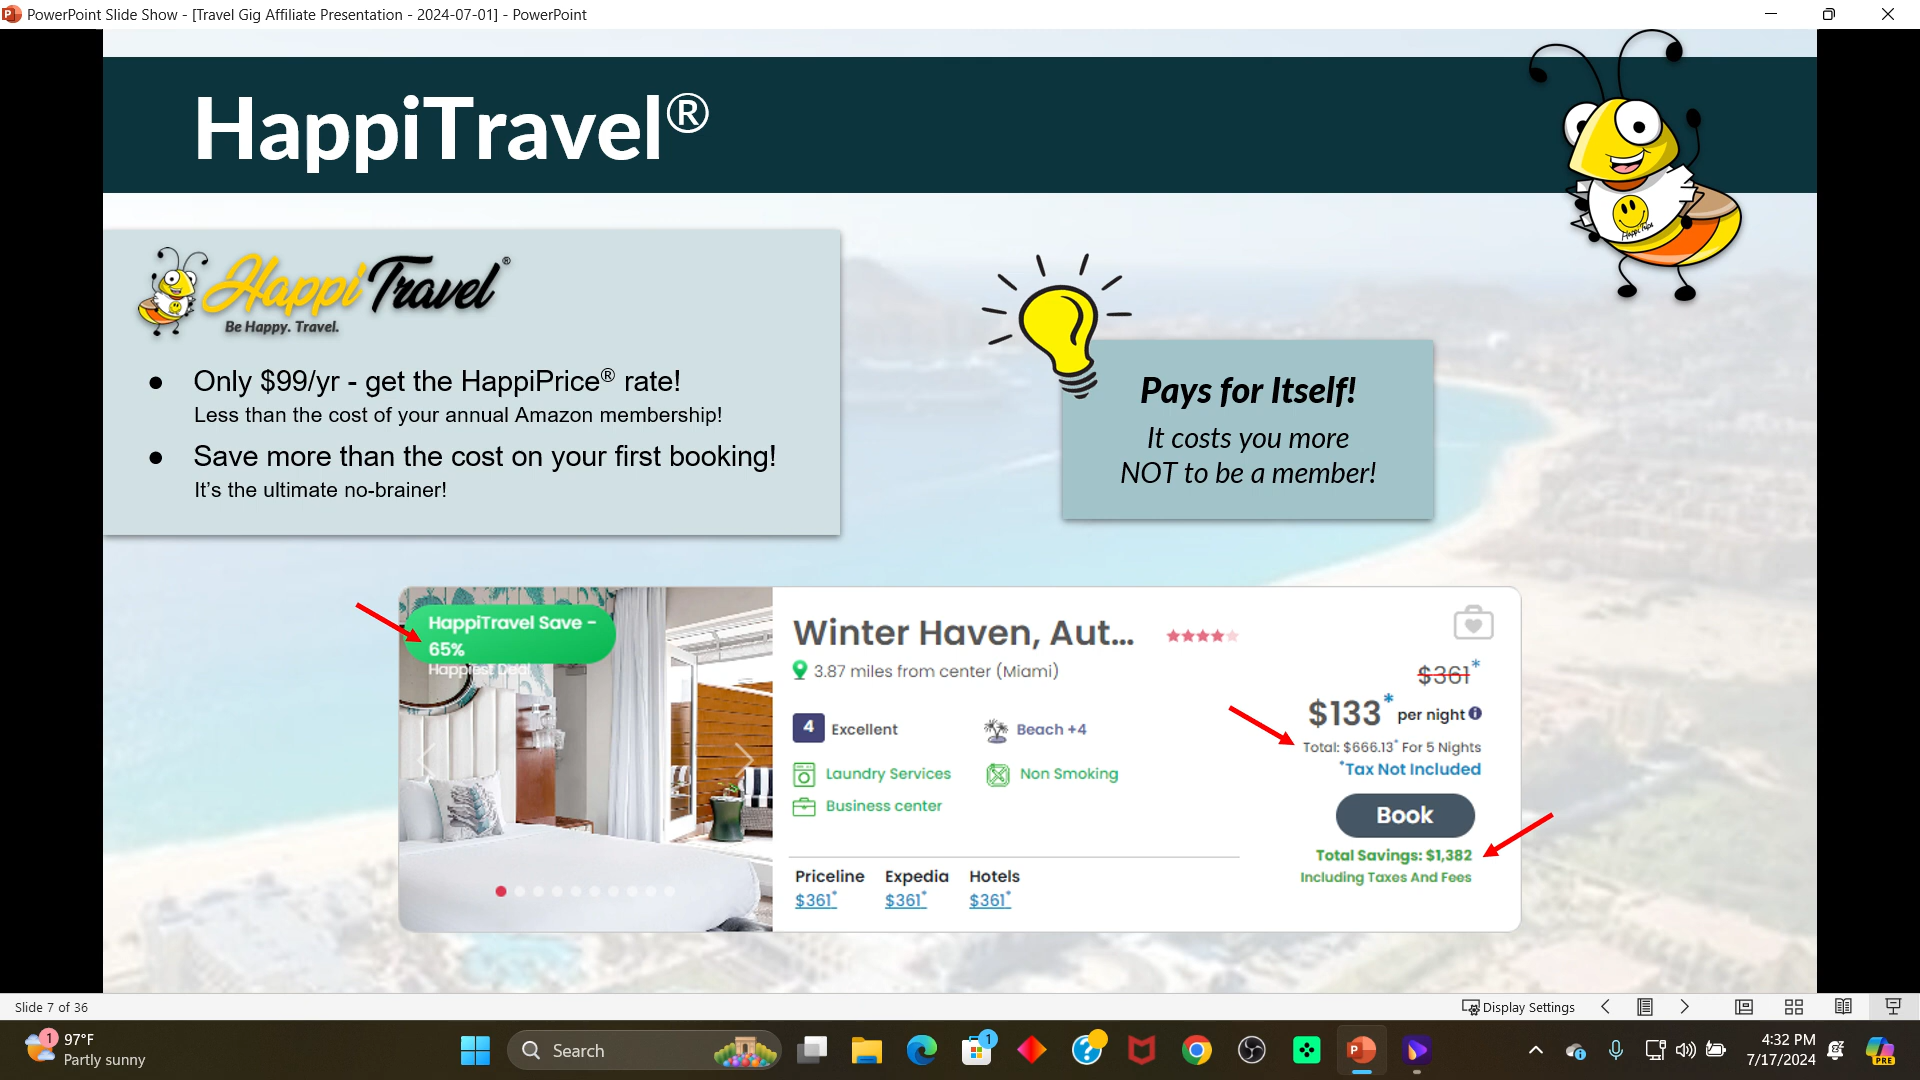 PowerPoint Slide Show - [Travel Gig Affiliate Presentation - 2024-07-01] - PowerPoint
HappiTravel®
HappiTravel®
Be Happy. Travel.
● Only $99/yr - get the HappiPrice® rate!
Less than the cost of your annual Amazon membership!
● Save more than the cost on your first booking!
It's the ultimate no-brainer!
Pays for Itself!
It costs you more
NOT to be a member!
HappiTravel Save -
65%
Happiest Deal
Winter Haven, Aut...
3.87 miles from center (Miami)
4 Excellent
Beach +4
Laundry Services
Non Smoking
Business center
Priceline Expedia Hotels
$361* $361* $361*
$361*
$133* per night
Total: $666.13* For 5 Nights
*Tax Not Included
Book
Total Savings: $1,382
Including Taxes And Fees
Slide 7 of 36
Display Settings
1
97°F
Partly sunny
Search
1
4:32 PM
7/17/2024
PRE